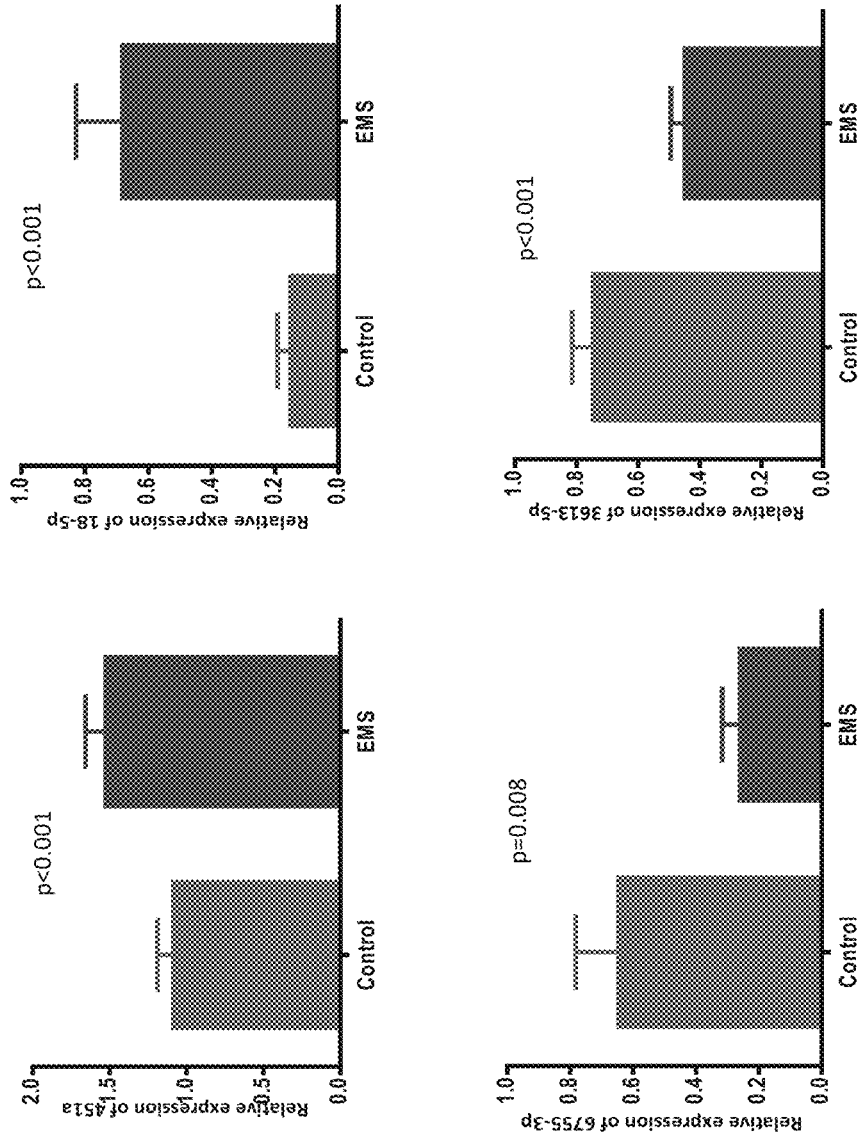 Relative expression of 451a
2.0
1.5
1.0
0.5
0.0
p<0.001
Control EMS
Relative expression of 18-5p
1.0
0.8
0.6
0.4
0.2
0.0
p<0.001
Control EMS
Relative expression of 6755-3p
1.0
0.8
0.6
0.4
0.2
0.0
p=0.008
Control EMS
Relative expression of 3613-5p
1.0
0.8
0.6
0.4
0.2
0.0
p<0.001
Control EMS